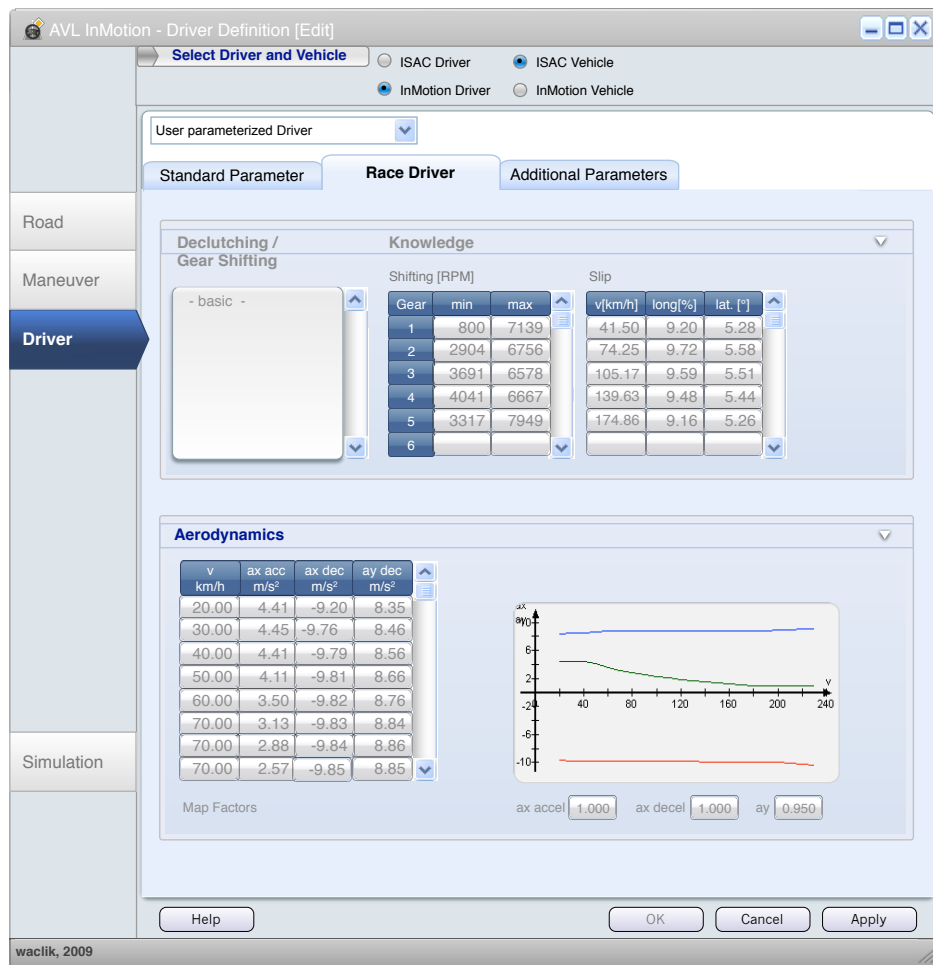 AVL InMotion - Driver Definition [Edit]
Select Driver and Vehicle
ISAC Driver ISAC Vehicle
InMotion Driver InMotion Vehicle
User parameterized Driver
Standard Parameter Race Driver Additional Parameters
Road
Maneuver
Driver
Simulation
Declutching / Knowledge
Gear Shifting
Shifting [RPM] Slip
- basic -
Gear min max v[km/h] long[%] lat. [°]
1 800 7139 41.50 9.20 5.28
2 2904 6756 74.25 9.72 5.58
3 3691 6578 105.17 9.59 5.51
4 4041 6667 139.63 9.48 5.44
5 3317 7949 174.86 9.16 5.26
6
Aerodynamics
v ax acc ax dec ay dec
km/h m/s² m/s² m/s²
20.00 4.41 -9.20 8.35
30.00 4.45 -9.76 8.46
40.00 4.41 -9.79 8.56
50.00 4.11 -9.81 8.66
60.00 3.50 -9.82 8.76
70.00 3.13 -9.83 8.84
70.00 2.88 -9.84 8.86
70.00 2.57 -9.85 8.85
ax
ay
10
6
2
-2
-6
-10
40 80 120 160 200 240
v
Map Factors ax accel 1.000 ax decel 1.000 ay 0.950
Help OK Cancel Apply
waclik, 2009